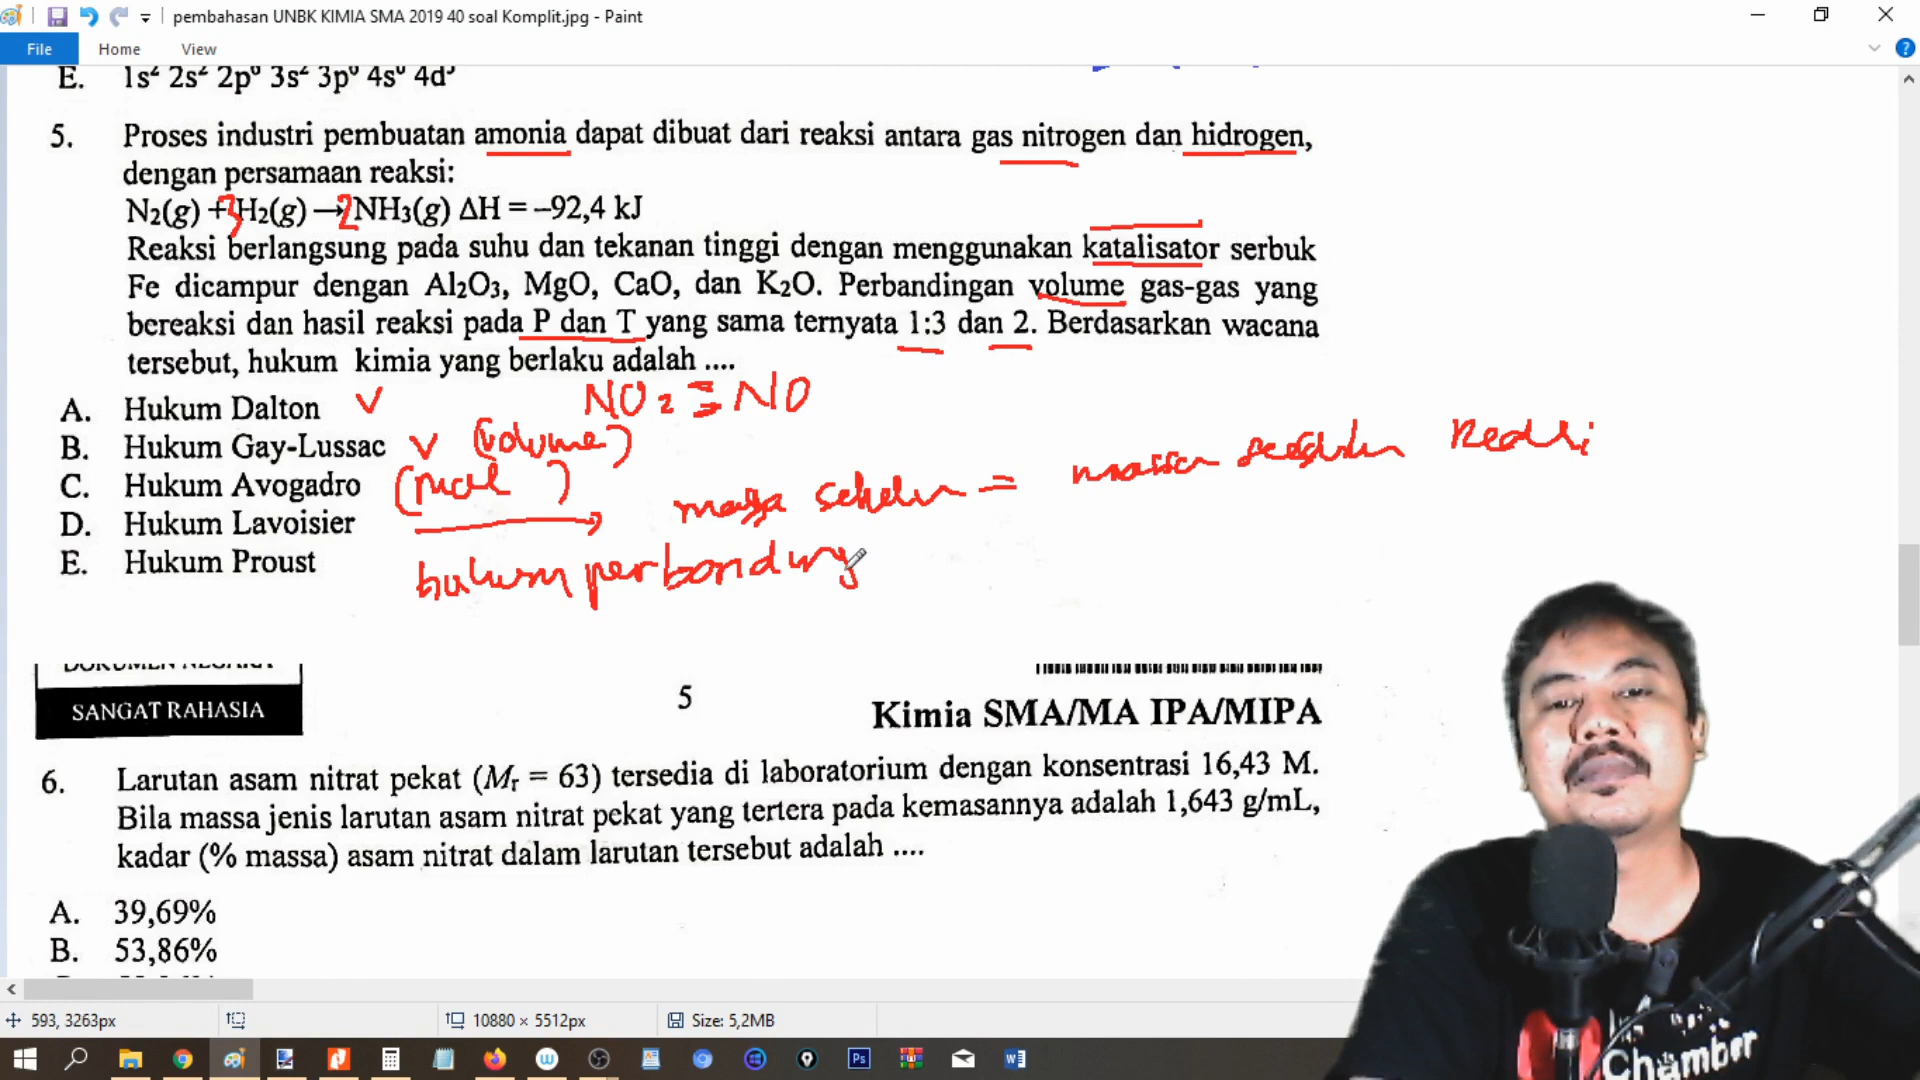 pembahasan UNBK KIMIA SMA 2019 40 soal Komplit.jpg - Paint
File Home View
E. 1s² 2s² 2p⁶ 3s² 3p⁶ 4s⁶ 4d⁵
5. Proses industri pembuatan amonia dapat dibuat dari reaksi antara gas nitrogen dan hidrogen,
dengan persamaan reaksi:
N₂(g) + 3H₂(g) → 2NH₃(g) ΔH = –92,4 kJ
Reaksi berlangsung pada suhu dan tekanan tinggi dengan menggunakan katalisator serbuk
Fe dicampur dengan Al₂O₃, MgO, CaO, dan K₂O. Perbandingan volume gas-gas yang
bereaksi dan hasil reaksi pada P dan T yang sama ternyata 1:3 dan 2. Berdasarkan wacana
tersebut, hukum kimia yang berlaku adalah ....
A. Hukum Dalton V NO₂ = NO
B. Hukum Gay-Lussac V (volume)
C. Hukum Avogadro (mol) massa sebelum = massa sesudah Reaksi
D. Hukum Lavoisier
E. Hukum Proust hukum perbanding
DOKUMEN NEGARA
SANGAT RAHASIA
5
Kimia SMA/MA IPA/MIPA
6. Larutan asam nitrat pekat (Mr = 63) tersedia di laboratorium dengan konsentrasi 16,43 M.
Bila massa jenis larutan asam nitrat pekat yang tertera pada kemasannya adalah 1,643 g/mL,
kadar (% massa) asam nitrat dalam larutan tersebut adalah ....
A. 39,69%
B. 53,86%
593, 3263px 10880 × 5512px Size: 5,2MB
Chamber